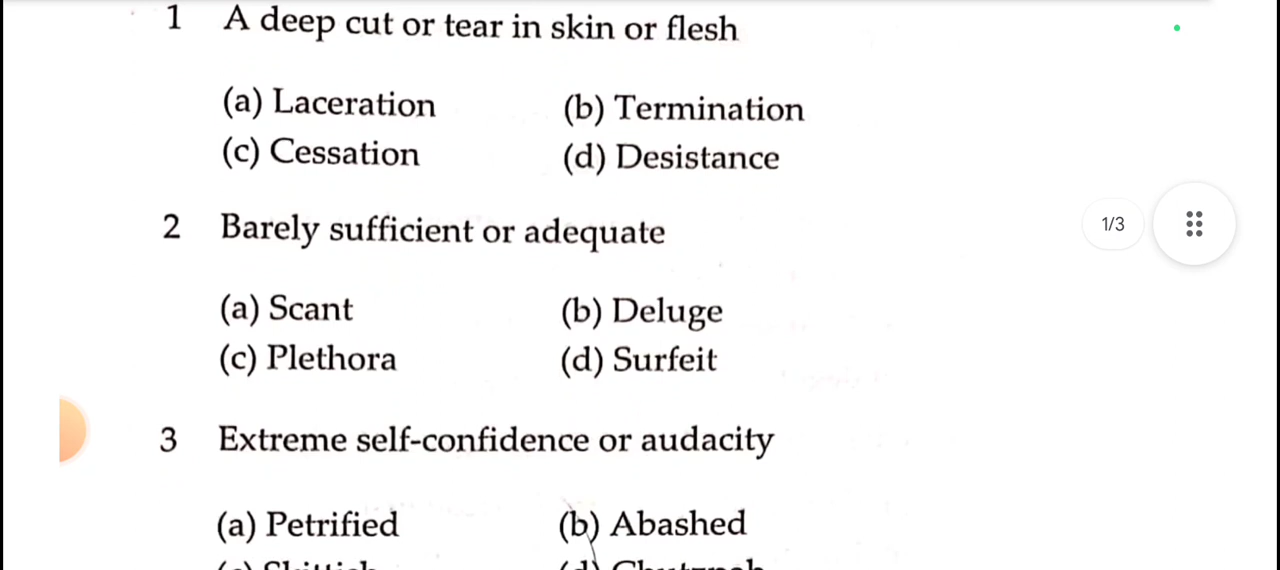 1 A deep cut or tear in skin or flesh
(a) Laceration (b) Termination
(c) Cessation (d) Desistance
2 Barely sufficient or adequate
(a) Scant (b) Deluge
(c) Plethora (d) Surfeit
1/3
3 Extreme self-confidence or audacity
(a) Petrified (b) Abashed